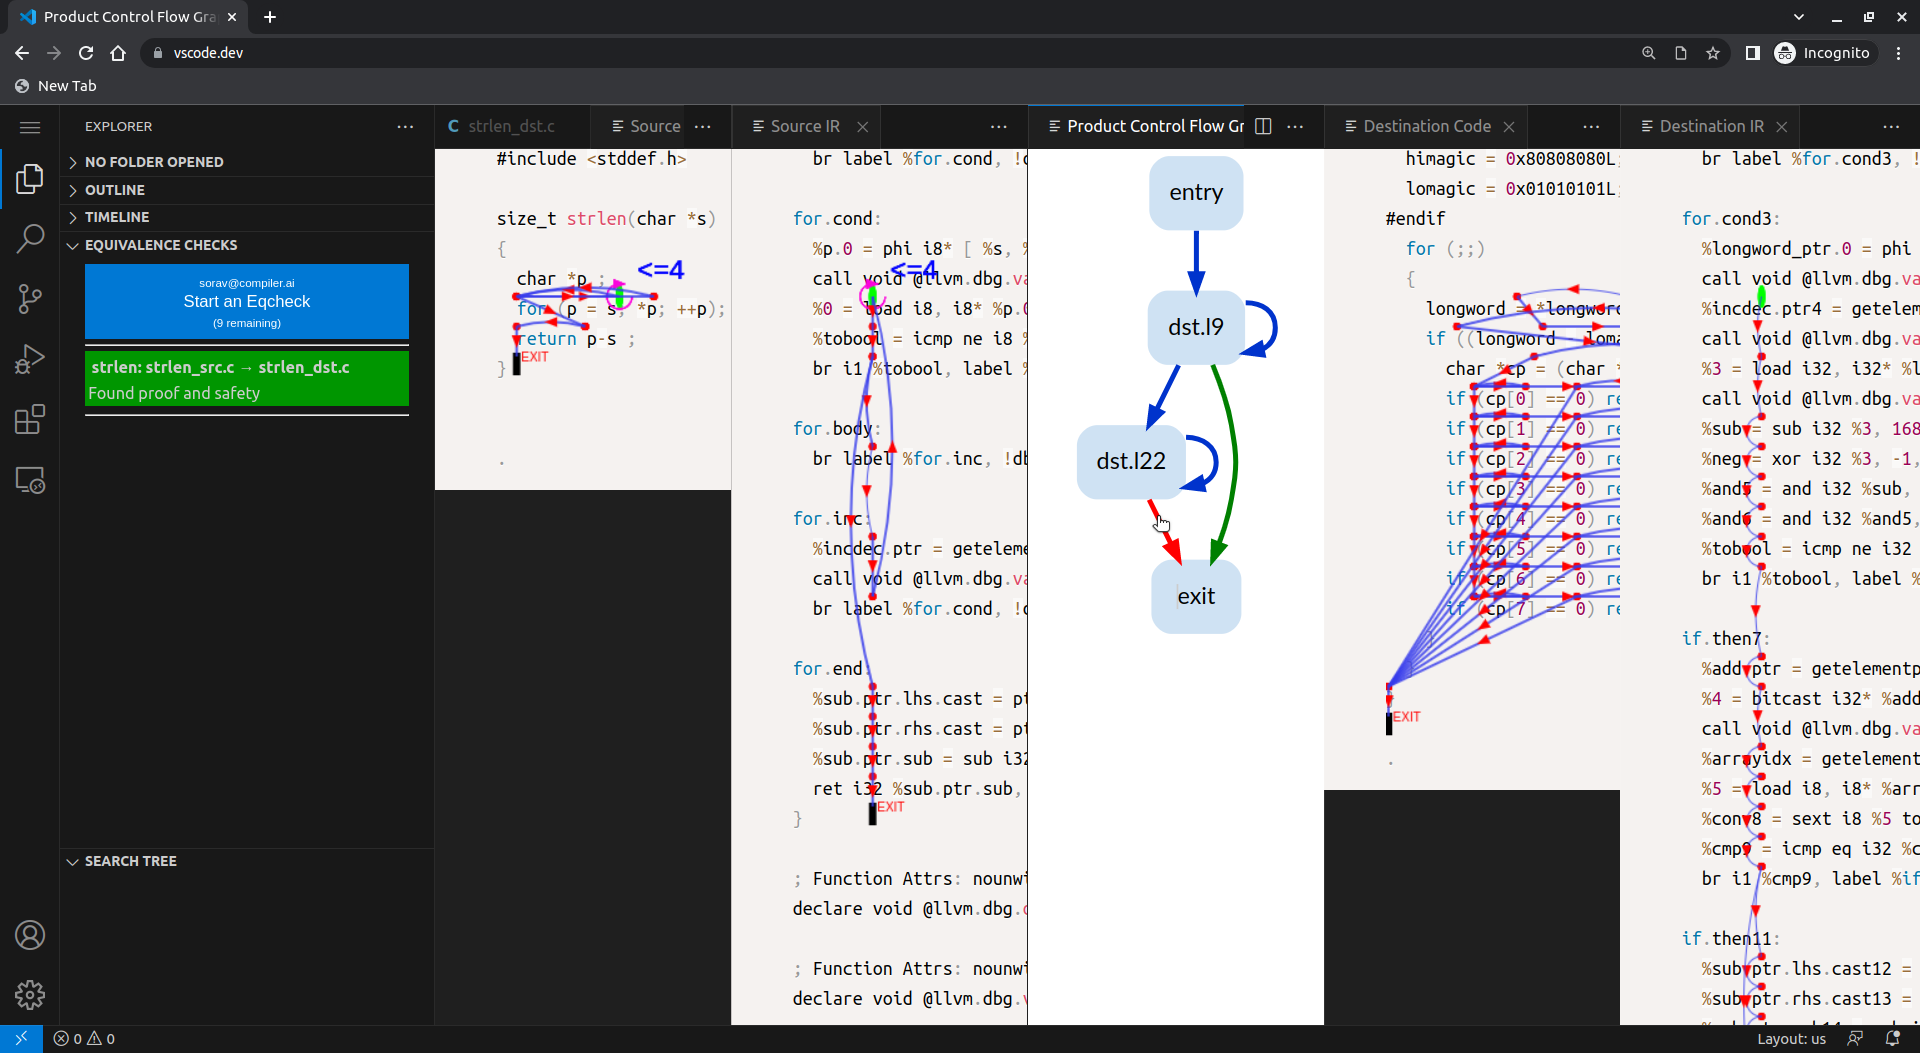 Product Control Flow Gra
vscode.dev
Incognito
New Tab
EXPLORER
NO FOLDER OPENED
OUTLINE
TIMELINE
EQUIVALENCE CHECKS
sorav@compiler.ai
Start an Eqcheck
(9 remaining)
strlen: strlen_src.c → strlen_dst.c
Found proof and safety
SEARCH TREE
C strlen_dst.c
Source
#include <stddef.h>
size_t strlen(char *s)
{
char *p ;
<=4
for (p = s; *p; ++p);
return p-s ;
EXIT
}
.
Source IR
br label %for.cond, !
for.cond:
%p.0 = phi i8* [ %s, %
call void @llvm.dbg.va
<=4
%0 = load i8, i8* %p.0
%tobool = icmp ne i8
br i1 %tobool, label %
for.body:
br label %for.inc, !db
for.inc:
%incdec.ptr = geteleme
call void @llvm.dbg.va
br label %for.cond, !
for.end:
%sub.ptr.lhs.cast = pt
%sub.ptr.rhs.cast = pt
%sub.ptr.sub = sub i32
ret i32 %sub.ptr.sub,
EXIT
}
; Function Attrs: nounwi
declare void @llvm.dbg.
; Function Attrs: nounwi
declare void @llvm.dbg.
Product Control Flow Gr
entry
dst.l9
dst.l22
exit
Destination Code
himagic = 0x80808080L;
lomagic = 0x01010101L;
#endif
for (;;)
{
longword = *longword
if ((longword - loma
char *cp = (char *
if (cp[0] == 0) re
if (cp[1] == 0) re
if (cp[2] == 0) re
if (cp[3] == 0) re
if (cp[4] == 0) re
if (cp[5] == 0) re
if (cp[6] == 0) re
if (cp[7] == 0) re
EXIT
.
Destination IR
br label %for.cond3, !
for.cond3:
%longword_ptr.0 = phi
call void @llvm.dbg.va
%incdec.ptr4 = getelem
call void @llvm.dbg.va
%3 = load i32, i32* %l
call void @llvm.dbg.va
%sub = sub i32 %3, 168
%neg = xor i32 %3, -1,
%and5 = and i32 %sub,
%and6 = and i32 %and5,
%tobool = icmp ne i32
br i1 %tobool, label %
if.then7:
%add.ptr = getelementp
%4 = bitcast i32* %add
call void @llvm.dbg.va
%arrayidx = getelement
%5 = load i8, i8* %arr
%conv8 = sext i8 %5 to
%cmp9 = icmp eq i32 %c
br i1 %cmp9, label %if
if.then11:
%sub.ptr.lhs.cast12 =
%sub.ptr.rhs.cast13 =
0 0
Layout: us